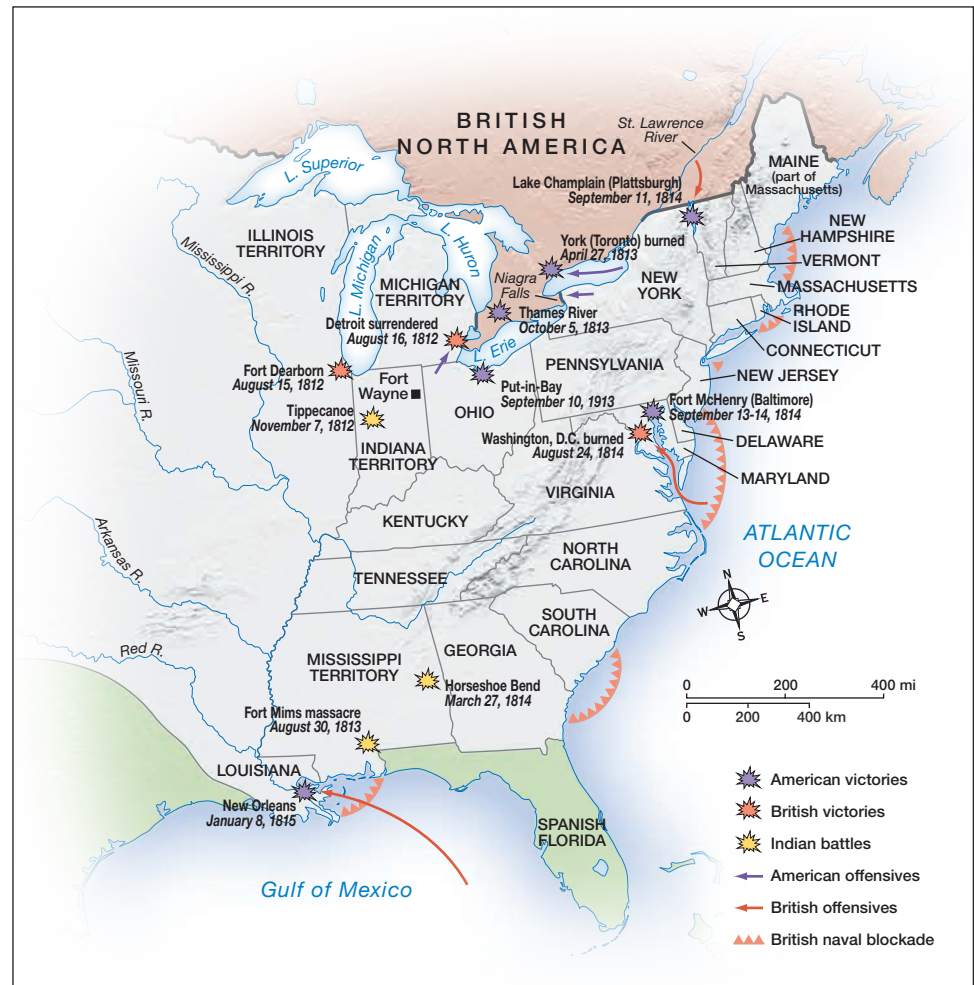 BRITISH
NORTH AMERICA
St. Lawrence
River
MAINE
(part of
Massachusetts)
L. Superior
Lake Champlain (Plattsburgh)
September 11, 1814
NEW
HAMPSHIRE
VERMONT
MASSACHUSETTS
RHODE
ISLAND
CONNECTICUT
NEW JERSEY
ILLINOIS
TERRITORY
Mississippi R.
L. Michigan
L. Huron
York (Toronto) burned
April 27, 1813
NEW
YORK
MICHIGAN
TERRITORY
Niagra
Falls
Thames River
October 5, 1813
Detroit surrendered
August 16, 1812
L. Erie
PENNSYLVANIA
Fort Dearborn
August 15, 1812
Fort
Wayne
Put-in-Bay
September 10, 1913
Fort McHenry (Baltimore)
September 13-14, 1814
Missouri R.
Tippecanoe
November 7, 1812
OHIO
Washington, D.C. burned
August 24, 1814
DELAWARE
INDIANA
TERRITORY
MARYLAND
VIRGINIA
KENTUCKY
ATLANTIC
OCEAN
Arkansas R.
NORTH
CAROLINA
TENNESSEE
N
W
E
S
SOUTH
CAROLINA
Red R.
MISSISSIPPI
TERRITORY
GEORGIA
Horseshoe Bend
March 27, 1814
0 200 400 mi
0 200 400 km
Fort Mims massacre
August 30, 1813
LOUISIANA
New Orleans
January 8, 1815
SPANISH
FLORIDA
Gulf of Mexico
American victories
British victories
Indian battles
American offensives
British offensives
British naval blockade